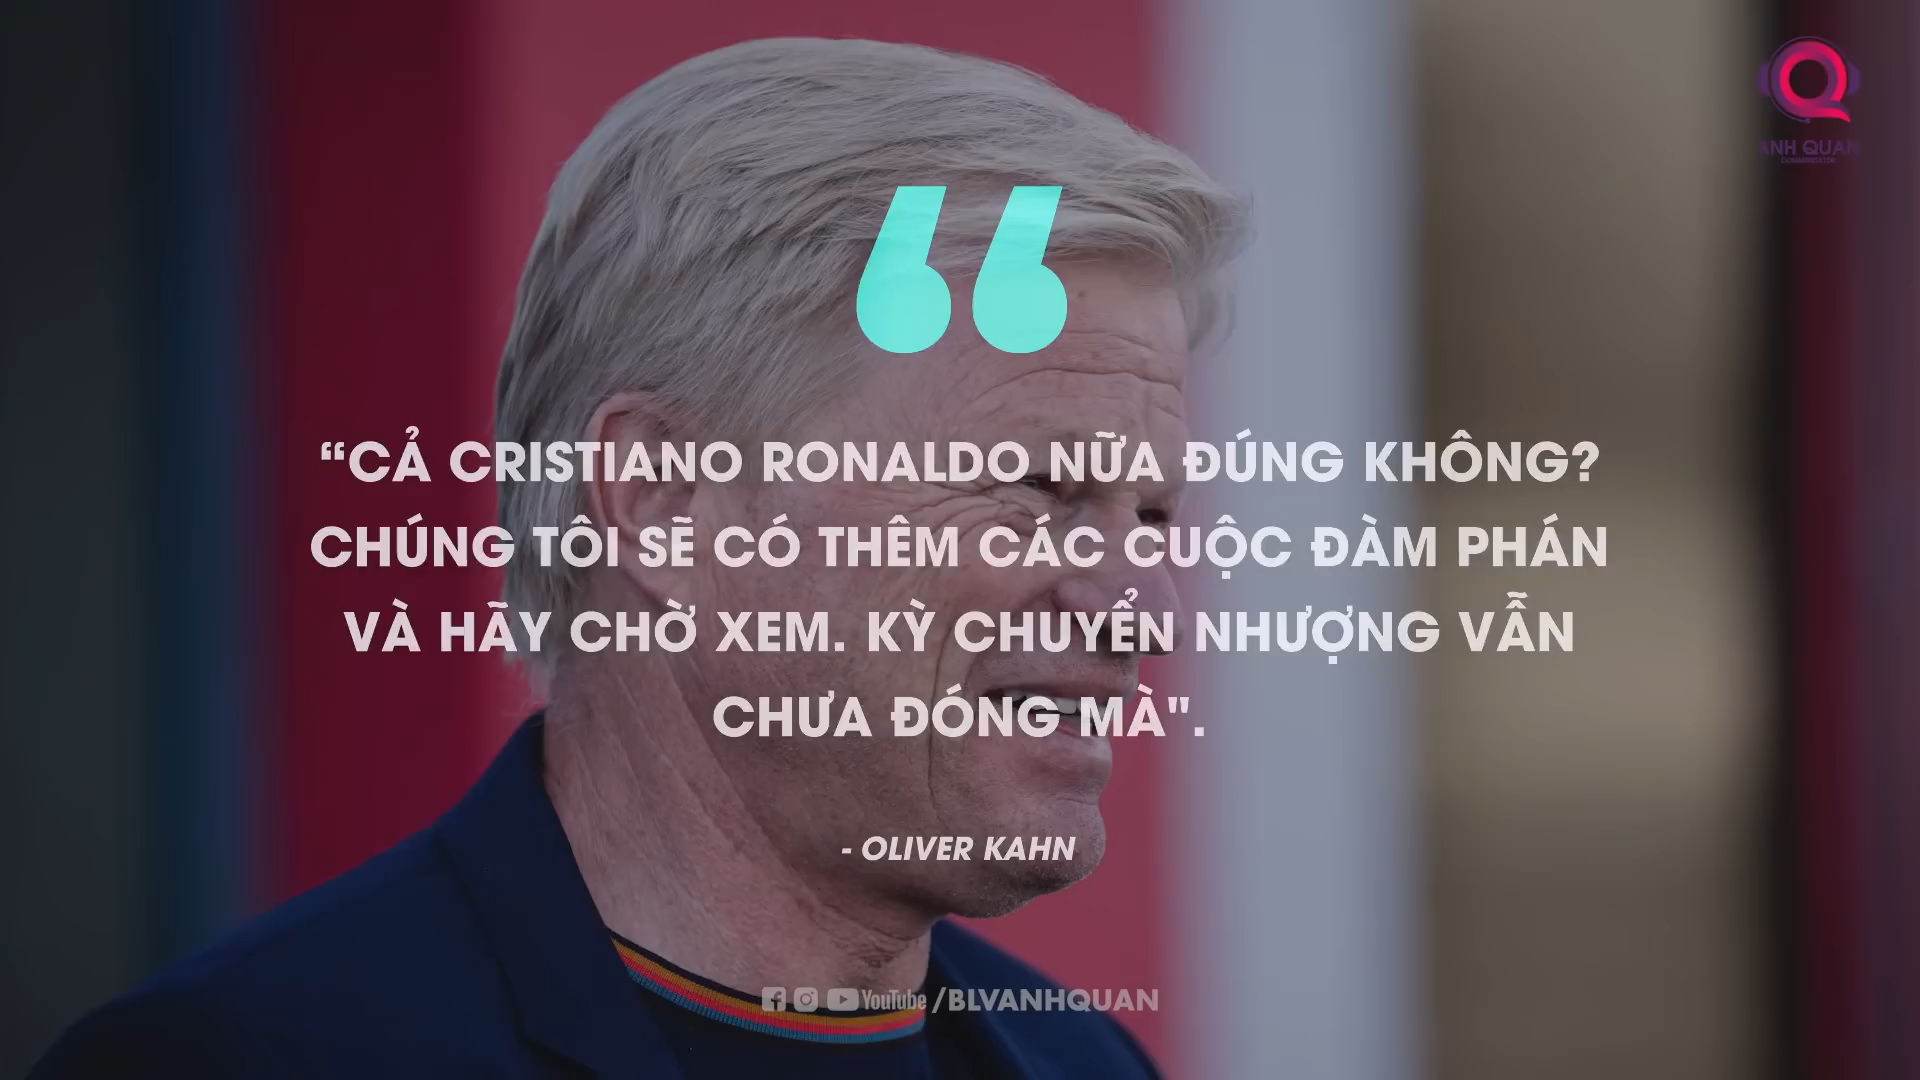 ANH QUAN
COMMENTATOR
“CẢ CRISTIANO RONALDO NỮA ĐÚNG KHÔNG?
CHÚNG TÔI SẼ CÓ THÊM CÁC CUỘC ĐÀM PHÁN
VÀ HÃY CHỜ XEM. KỲ CHUYỂN NHƯỢNG VẪN
CHƯA ĐÓNG MÀ".
- OLIVER KAHN
YouTube /BLVANHQUAN